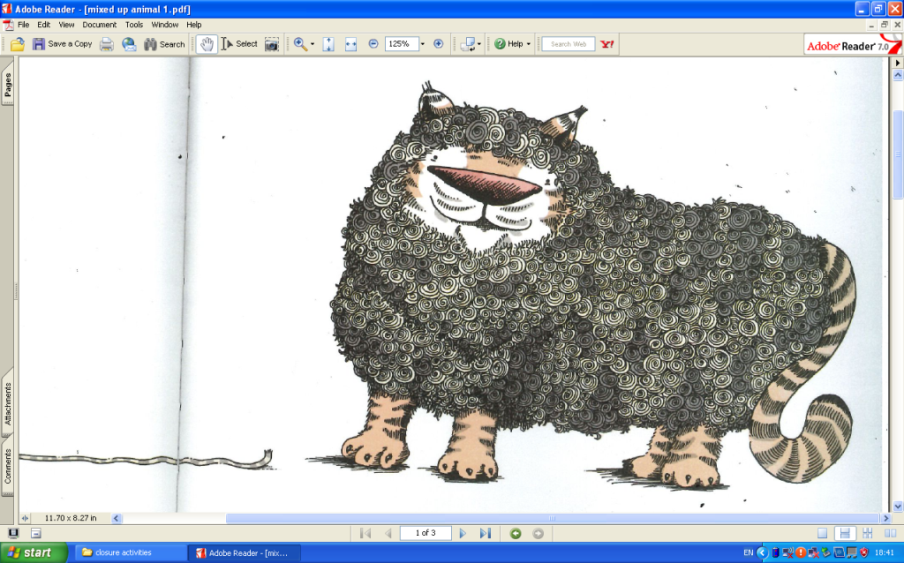 Adobe Reader - [mixed up animal 1.pdf]
File Edit View Document Tools Window Help
Save a Copy Search Select 125% Help Search Web Y! Adobe Reader 7.0
Pages
Attachments
Comments
11.70 x 8.27 in
1 of 3
start closure activities Adobe Reader - [mix... EN 18:41